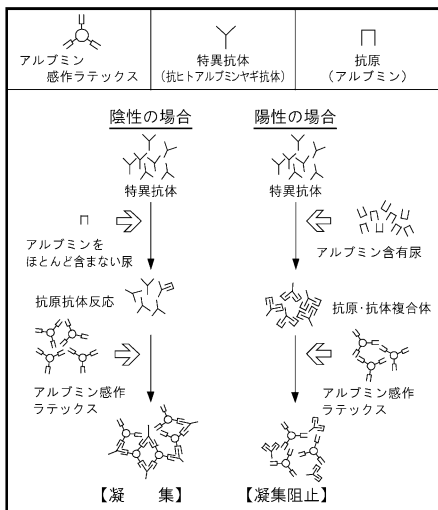 アルブミン
感作ラテックス
特異抗体
(抗ヒトアルブミンヤギ抗体)
抗原
(アルブミン)
陰性の場合
特異抗体
アルブミンを
ほとんど含まない尿
抗原抗体反応
アルブミン感作
ラテックス
【凝 集】
陽性の場合
特異抗体
アルブミン含有尿
抗原・抗体複合体
アルブミン感作
ラテックス
【凝集阻止】